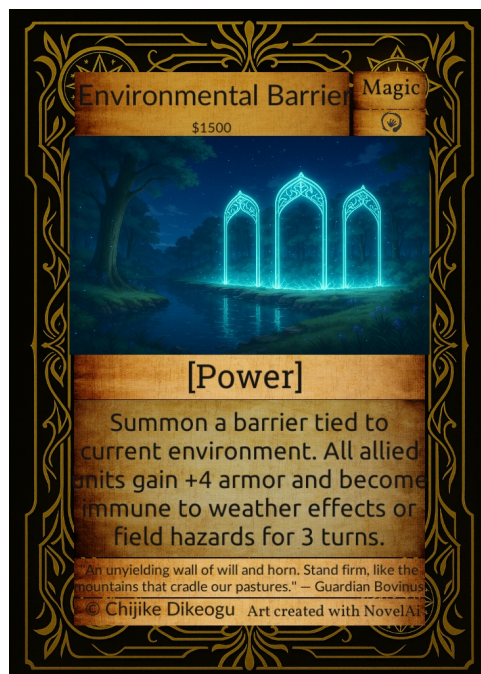 Environmental Barrier
Magic
$1500
[Power]
Summon a barrier tied to
current environment. All allied
units gain +4 armor and become
immune to weather effects or
field hazards for 3 turns.
"An unyielding wall of will and horn. Stand firm, like the
mountains that cradle our pastures." — Guardian Bovinus
© Chijike Dikeogu
Art created with NovelAi